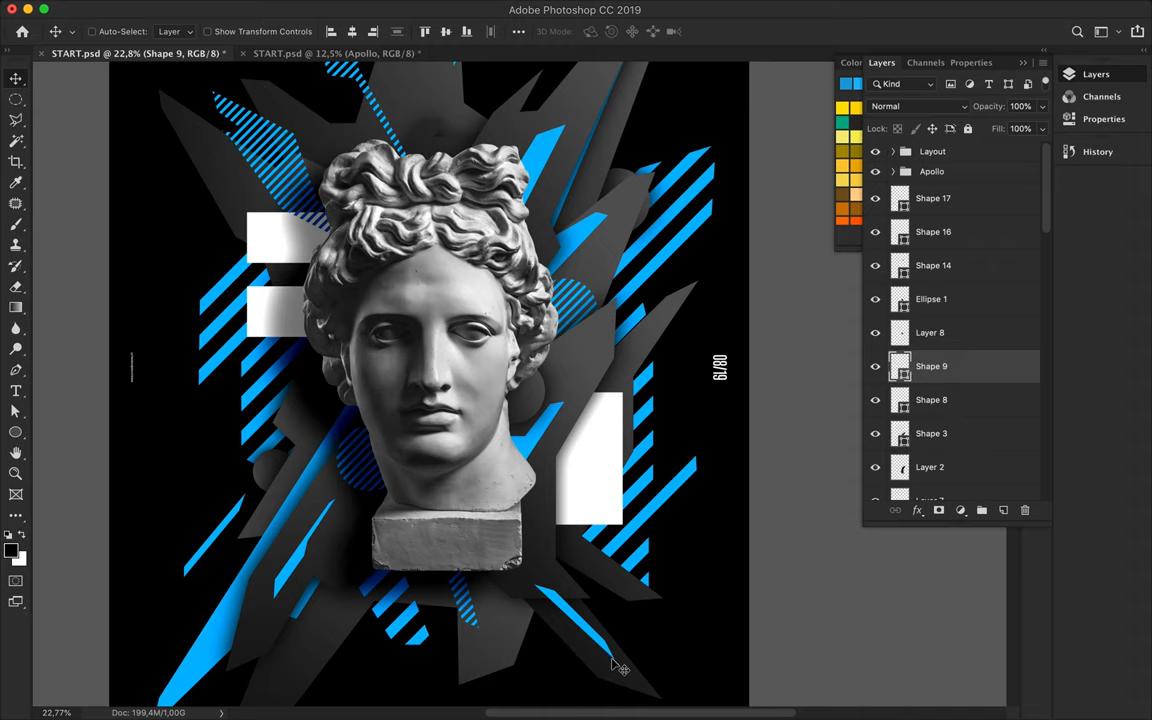 Adobe Photoshop CC 2019
Auto-Select: Layer Show Transform Controls 3D Mode:
START.psd @ 22,8% (Shape 9, RGB/8) * START.psd @ 12,5% (Apollo, RGB/8) *
Color Layers Channels Properties
Kind
Normal Opacity: 100%
Lock: Fill: 100%
Layout
Apollo
Shape 17
Shape 16
Shape 14
Ellipse 1
Layer 8
Shape 9
Shape 8
Shape 3
Layer 2
Layers
Channels
Properties
History
08/19
22,77% Doc: 199,4M/1,00G